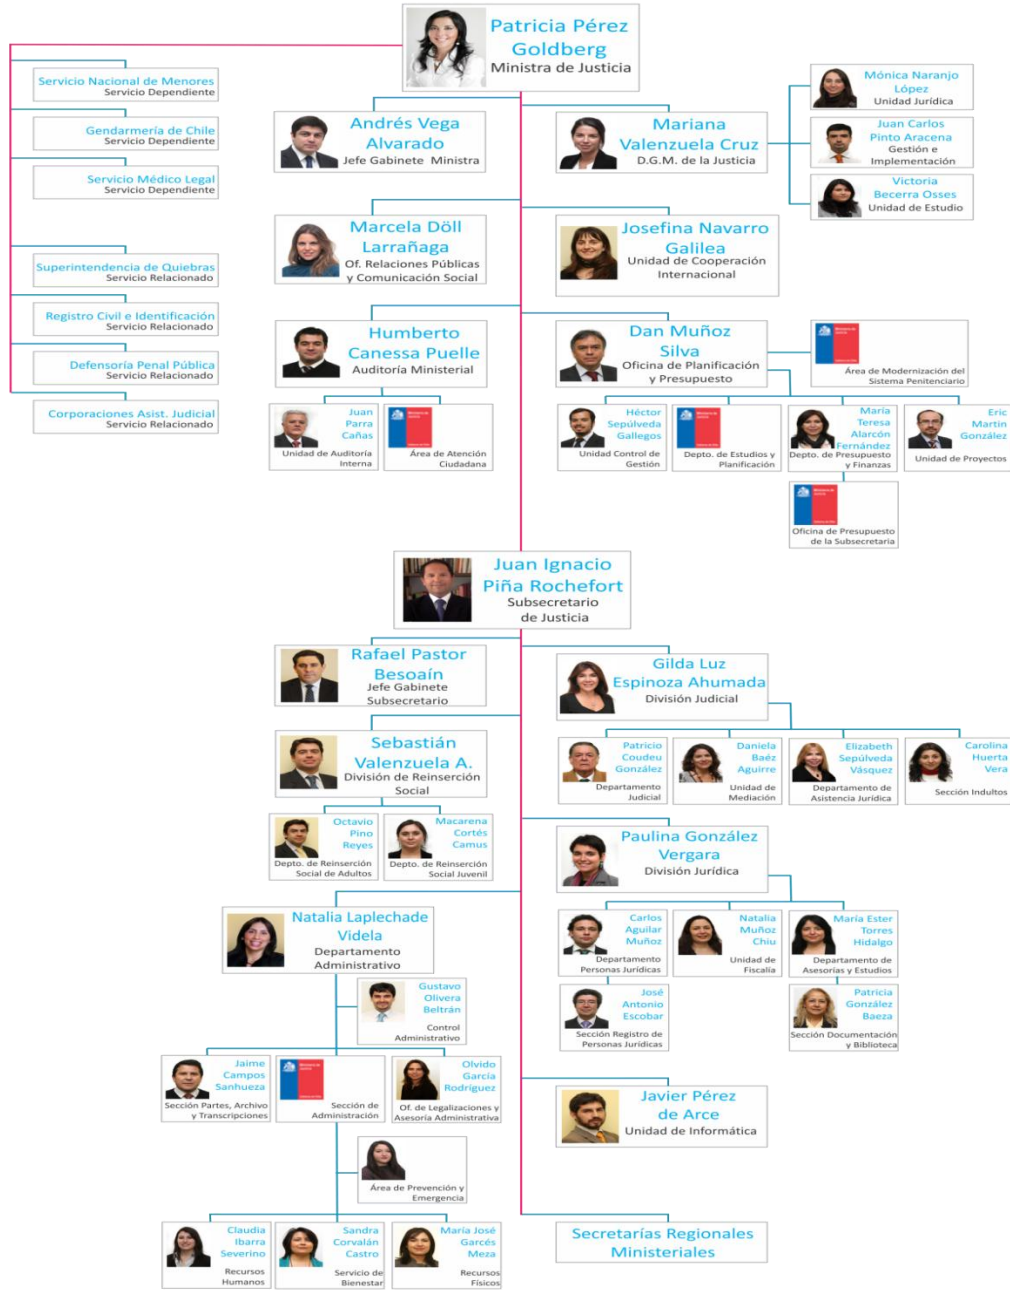 Patricia Pérez
Goldberg
Ministra de Justicia
Servicio Nacional de Menores
Servicio Dependiente
Gendarmería de Chile
Servicio Dependiente
Servicio Médico Legal
Servicio Dependiente
Superintendencia de Quiebras
Servicio Relacionado
Registro Civil e Identificación
Servicio Relacionado
Defensoría Penal Pública
Servicio Relacionado
Corporaciones Asist. Judicial
Servicio Relacionado
Andrés Vega
Alvarado
Jefe Gabinete Ministra
Mariana
Valenzuela Cruz
D.G.M. de la Justicia
Mónica Naranjo
López
Unidad Jurídica
Juan Carlos
Pinto Aracena
Gestión e
Implementación
Victoria
Becerra Osses
Unidad de Estudio
Marcela Döll
Larrañaga
Of. Relaciones Públicas
y Comunicación Social
Josefina Navarro
Galilea
Unidad de Cooperación
Internacional
Humberto
Canessa Puelle
Auditoría Ministerial
Dan Muñoz
Silva
Oficina de Planificación
y Presupuesto
Área de Modernización del
Sistema Penitenciario
Juan
Parra
Cañas
Unidad de Auditoría
Interna
Área de Atención
Ciudadana
Héctor
Sepúlveda
Gallegos
Unidad Control de
Gestión
Depto. de Estudios y
Planificación
María
Teresa
Alarcón
Fernández
Depto. de Presupuesto
y Finanzas
Eric
Martin
González
Unidad de Proyectos
Oficina de Presupuesto
de la Subsecretaria
Juan Ignacio
Piña Rochefort
Subsecretario
de Justicia
Rafael Pastor
Besoaín
Jefe Gabinete
Subsecretario
Gilda Luz
Espinoza Ahumada
División Judicial
Sebastián
Valenzuela A.
División de Reinserción
Social
Patricio
Coudeu
González
Departamento
Judicial
Daniela
Baéz
Aguirre
Unidad de
Mediación
Elizabeth
Sepúlveda
Vásquez
Departamento de
Asistencia Jurídica
Carolina
Huerta
Vera
Sección Indultos
Octavio
Pino
Reyes
Depto. de Reinserción
Social de Adultos
Macarena
Cortés
Camus
Depto. de Reinserción
Social Juvenil
Paulina González
Vergara
División Jurídica
Natalia Laplechade
Videla
Departamento
Administrativo
Carlos
Aguilar
Muñoz
Departamento
Personas Jurídicas
Natalia
Muñoz
Chiu
Unidad de
Fiscalía
María Ester
Torres
Hidalgo
Departamento de
Asesorías y Estudios
Gustavo
Olivera
Beltrán
Control
Administrativo
José
Antonio
Escobar
Sección Registro de
Personas Jurídicas
Patricia
González
Baeza
Sección Documentación
y Biblioteca
Jaime
Campos
Sanhueza
Sección Partes, Archivo
y Transcripciones
Sección de
Administración
Olvido
García
Rodríguez
Of. de Legalizaciones y
Asesoría Administrativa
Javier Pérez
de Arce
Unidad de Informática
Área de Prevención y
Emergencia
Claudia
Ibarra
Severino
Recursos
Humanos
Sandra
Corvalán
Castro
Servicio de
Bienestar
María José
Garcés
Meza
Recursos
Físicos
Secretarías Regionales
Ministeriales